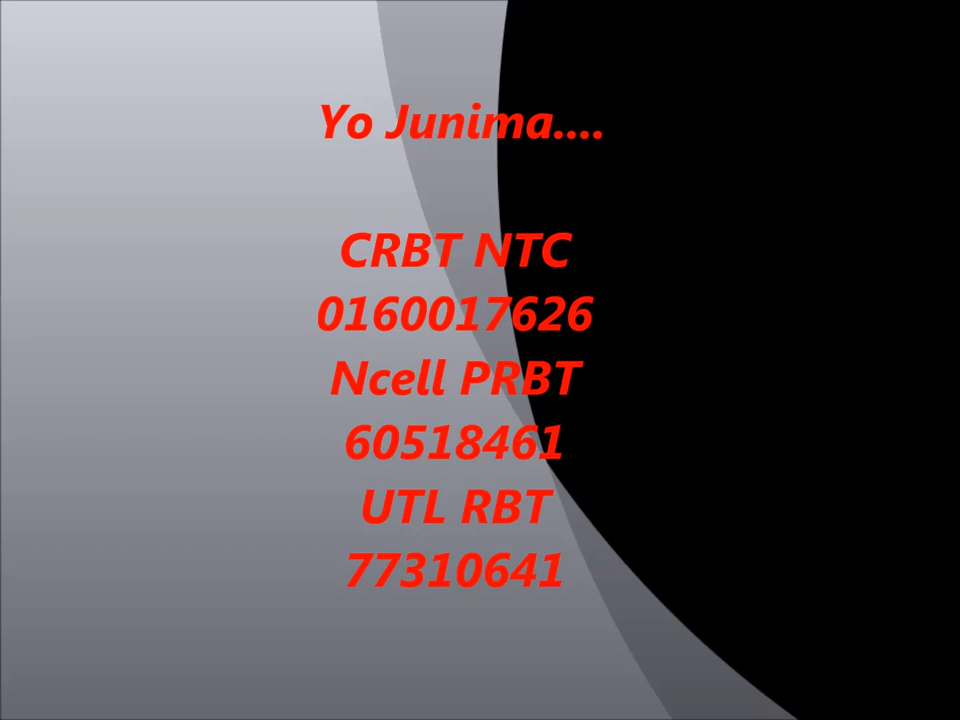 Yo Junima....
CRBT NTC
0160017626
Ncell PRBT
60518461
UTL RBT
77310641